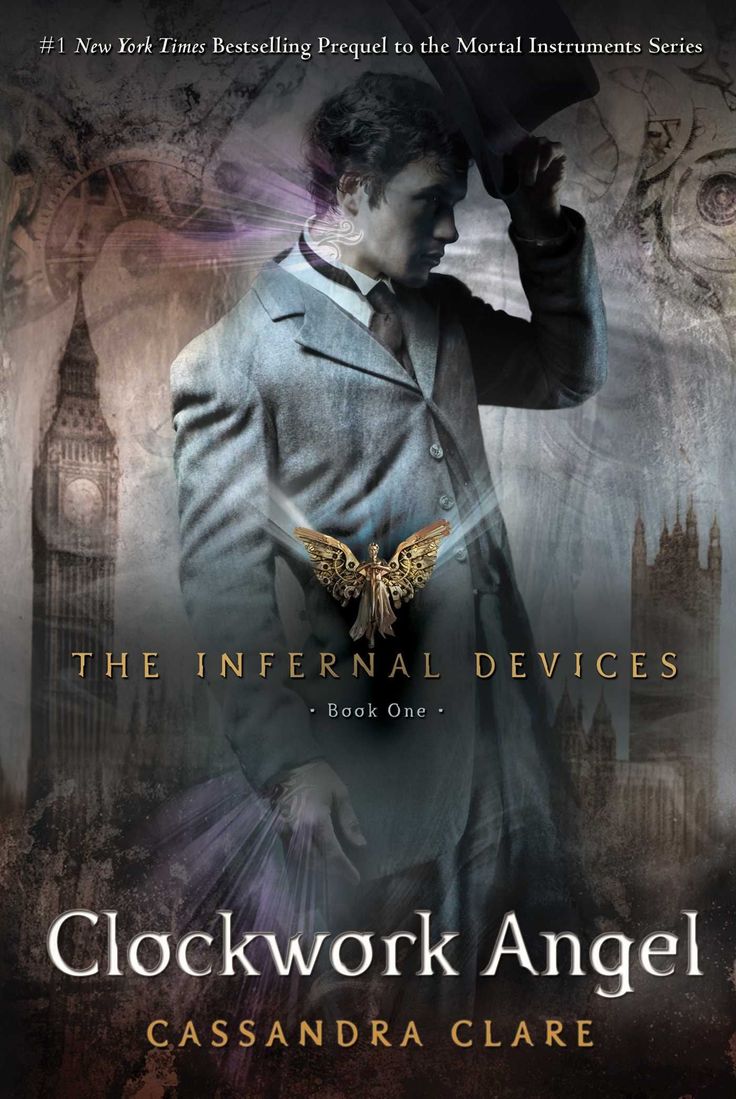 #1 New York Times Bestselling Prequel to the Mortal Instruments Series
THE INFERNAL DEVICES
· Book One ·
Clockwork Angel
CASSANDRA CLARE